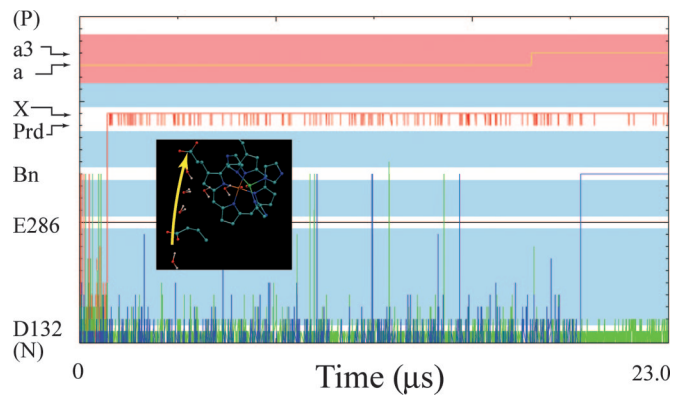 (P)
a3
a
X
Prd
Bn
E286
D132
(N)
0
Time (μs)
23.0